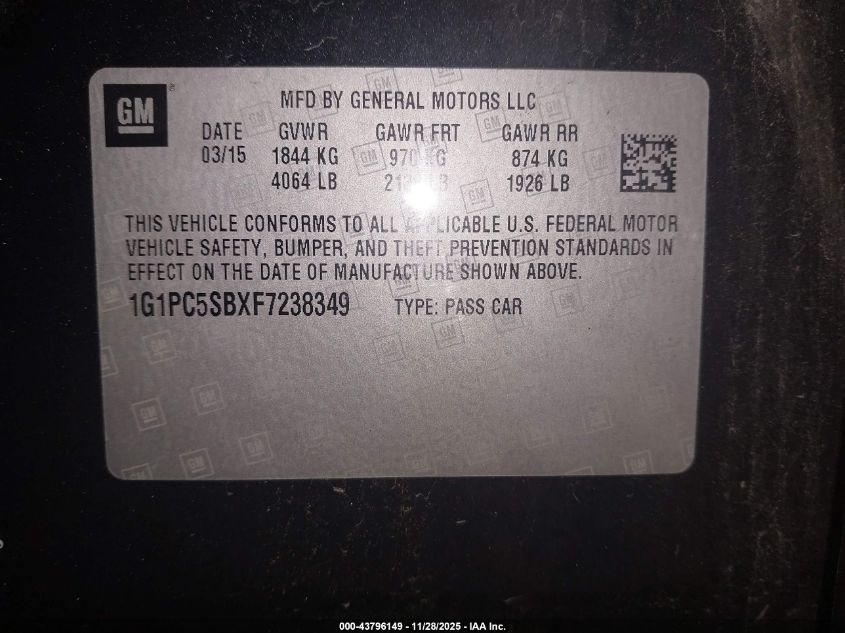 GM ®
MFD BY GENERAL MOTORS LLC
DATE GVWR GAWR FRT GAWR RR
03/15 1844 KG 970 KG 874 KG
4064 LB LB 1926 LB
THIS VEHICLE CONFORMS TO ALL APPLICABLE U.S. FEDERAL MOTOR
VEHICLE SAFETY, BUMPER, AND THEFT PREVENTION STANDARDS IN
EFFECT ON THE DATE OF MANUFACTURE SHOWN ABOVE.
1G1PC5SBXF7238349 TYPE: PASS CAR
000-43796149 - 11/28/2025 - IAA Inc.